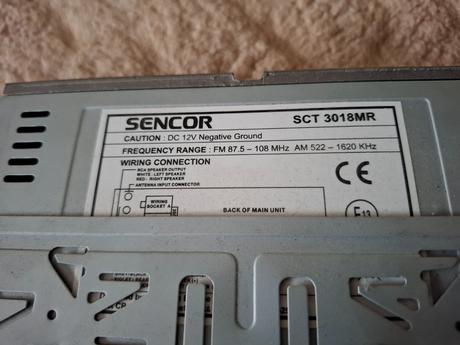 SENCOR SCT 3018MR
CAUTION : DC 12V Negative Ground
FREQUENCY RANGE : FM 87.5 – 108 MHz AM 522 – 1620 KHz
WIRING CONNECTION
RCA SPEAKER OUTPUT
WHITE : LEFT SPEAKER
RED : RIGHT SPEAKER
ANTENNA INPUT CONNECTOR
CE
WIRING
SOCKET A
BACK OF MAIN UNIT
E13